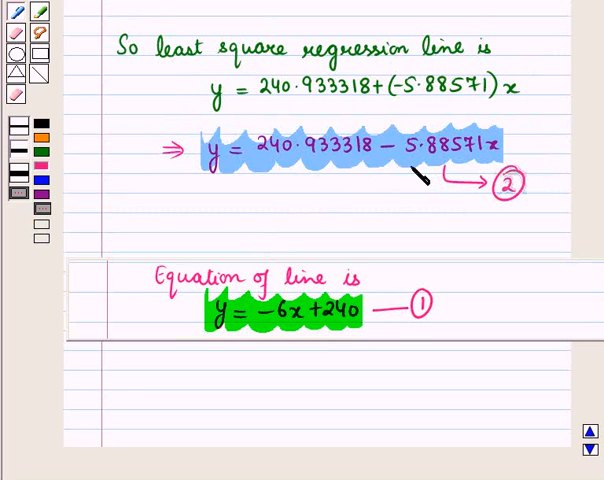 So least square regression line is
y = 240.933318+(-5.88571)x
⇒ y = 240.933318 - 5.88571x
2
Equation of line is
y = -6x+240 — 1